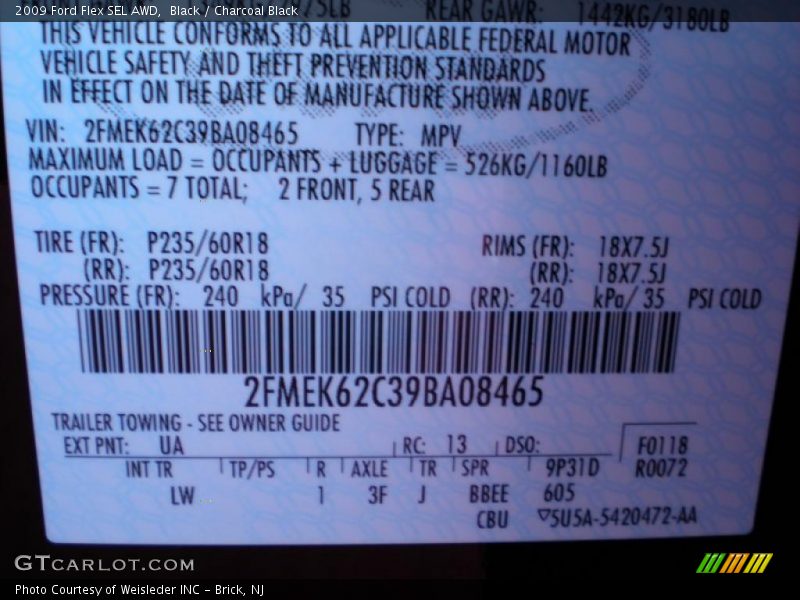 2009 Ford Flex SEL AWD, Black / Charcoal Black
REAR GAWR: 1442KG/3180LB
THIS VEHICLE CONFORMS TO ALL APPLICABLE FEDERAL MOTOR
VEHICLE SAFETY AND THEFT PREVENTION STANDARDS
IN EFFECT ON THE DATE OF MANUFACTURE SHOWN ABOVE.
VIN: 2FMEK62C39BA08465 TYPE: MPV
MAXIMUM LOAD = OCCUPANTS + LUGGAGE = 526KG/1160LB
OCCUPANTS = 7 TOTAL; 2 FRONT, 5 REAR
TIRE (FR): P235/60R18 RIMS (FR): 18X7.5J
(RR): P235/60R18 (RR): 18X7.5J
PRESSURE (FR): 240 kPa/ 35 PSI COLD (RR): 240 kPa/ 35 PSI COLD
2FMEK62C39BA08465
TRAILER TOWING - SEE OWNER GUIDE
EXT PNT: UA RC: 13 DSO: F0118
INT TR TP/PS R AXLE TR SPR 9P31D R0072
LW 1 3F J BBEE 605
CBU ▽5U5A-5420472-AA
GTCARLOT.COM
Photo Courtesy of Weisleder INC - Brick, NJ